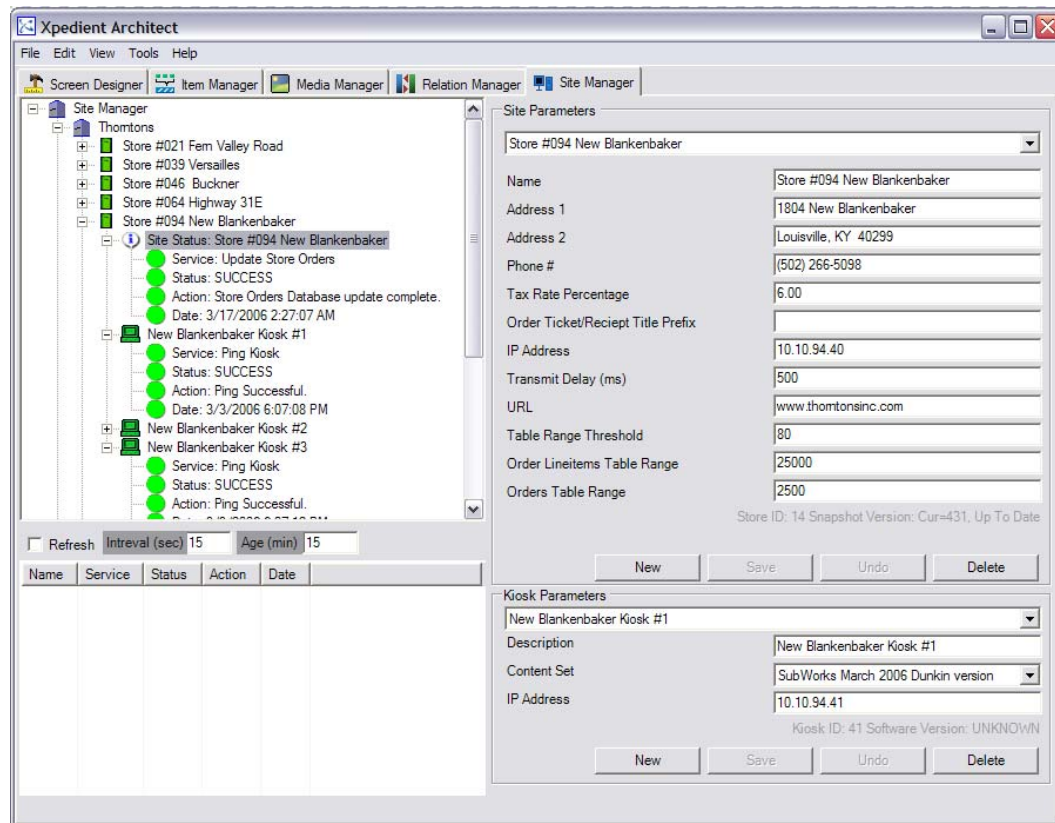 Xpedient Architect
File Edit View Tools Help
Screen Designer Item Manager Media Manager Relation Manager Site Manager
Site Manager
Thorntons
Store #021 Fern Valley Road
Store #039 Versailles
Store #046 Buckner
Store #064 Highway 31E
Store #094 New Blankenbaker
Site Status: Store #094 New Blankenbaker
Service: Update Store Orders
Status: SUCCESS
Action: Store Orders Database update complete.
Date: 3/17/2006 2:27:07 AM
New Blankenbaker Kiosk #1
Service: Ping Kiosk
Status: SUCCESS
Action: Ping Successful.
Date: 3/3/2006 6:07:08 PM
New Blankenbaker Kiosk #2
New Blankenbaker Kiosk #3
Service: Ping Kiosk
Status: SUCCESS
Action: Ping Successful.
Refresh Intreval (sec) 15 Age (min) 15
Name Service Status Action Date
Site Parameters
Store #094 New Blankenbaker
Name Store #094 New Blankenbaker
Address 1 1804 New Blankenbaker
Address 2 Louisville, KY 40299
Phone # (502) 266-5098
Tax Rate Percentage 6.00
Order Ticket/Reciept Title Prefix
IP Address 10.10.94.40
Transmit Delay (ms) 500
URL www.thorntonsinc.com
Table Range Threshold 80
Order Lineitems Table Range 25000
Orders Table Range 2500
Store ID: 14 Snapshot Version: Cur=431, Up To Date
New Save Undo Delete
Kiosk Parameters
New Blankenbaker Kiosk #1
Description New Blankenbaker Kiosk #1
Content Set SubWorks March 2006 Dunkin version
IP Address 10.10.94.41
Kiosk ID: 41 Software Version: UNKNOWN
New Save Undo Delete